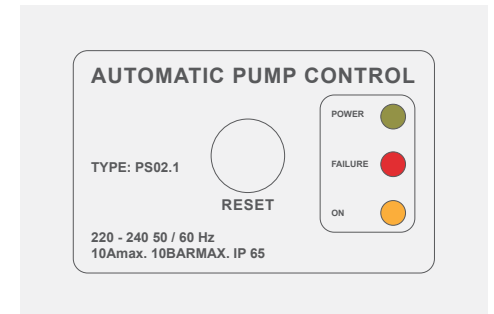 AUTOMATIC PUMP CONTROL
POWER
TYPE: PS02.1
FAILURE
RESET
ON
220 - 240 50 / 60 Hz
10Amax. 10BARMAX. IP 65